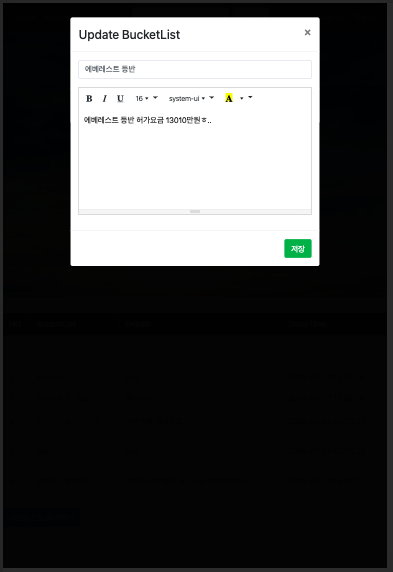 Update BucketList
×
에베레스트 등반
B I U 16 system-ui A
에베레스트 등반 허가요금 13010만원ㅎ..
저장